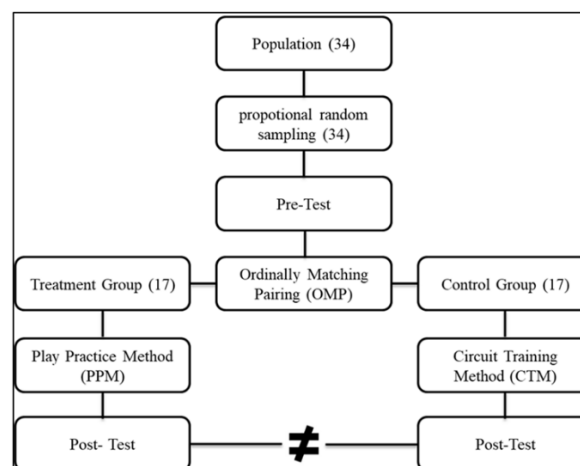 Population (34)
propotional random
sampling (34)
Pre-Test
Treatment Group (17)
Ordinally Matching
Pairing (OMP)
Control Group (17)
Play Practice Method
(PPM)
Circuit Training
Method (CTM)
Post- Test
≠
Post-Test